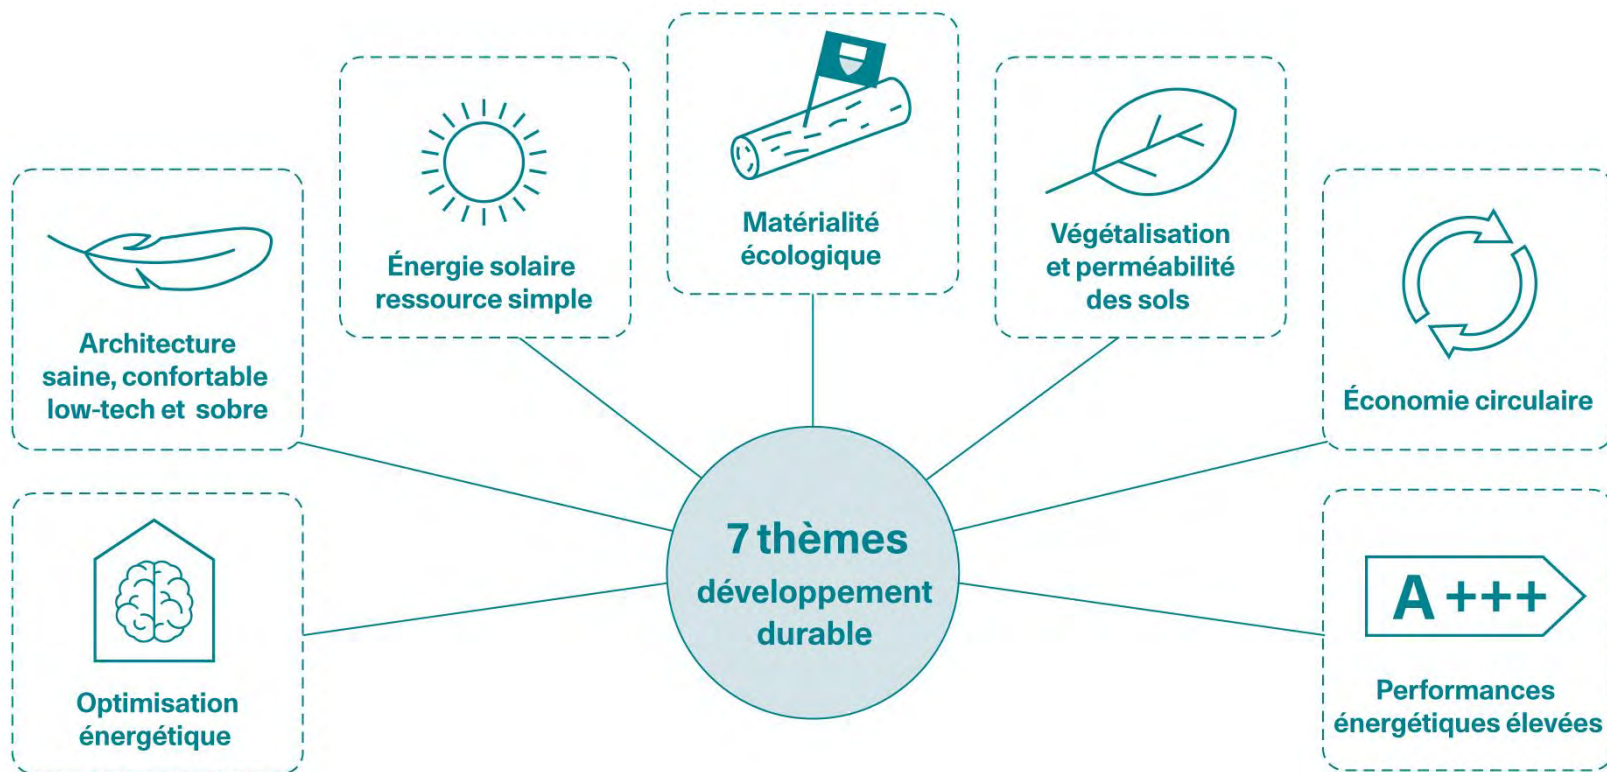 Optimisation
énergétique
Architecture
saine, confortable
low-tech et sobre
Énergie solaire
ressource simple
Matérialité
écologique
Végétalisation
et perméabilité
des sols
Économie circulaire
A +++
Performances
énergétiques élevées
7 thèmes
développement
durable